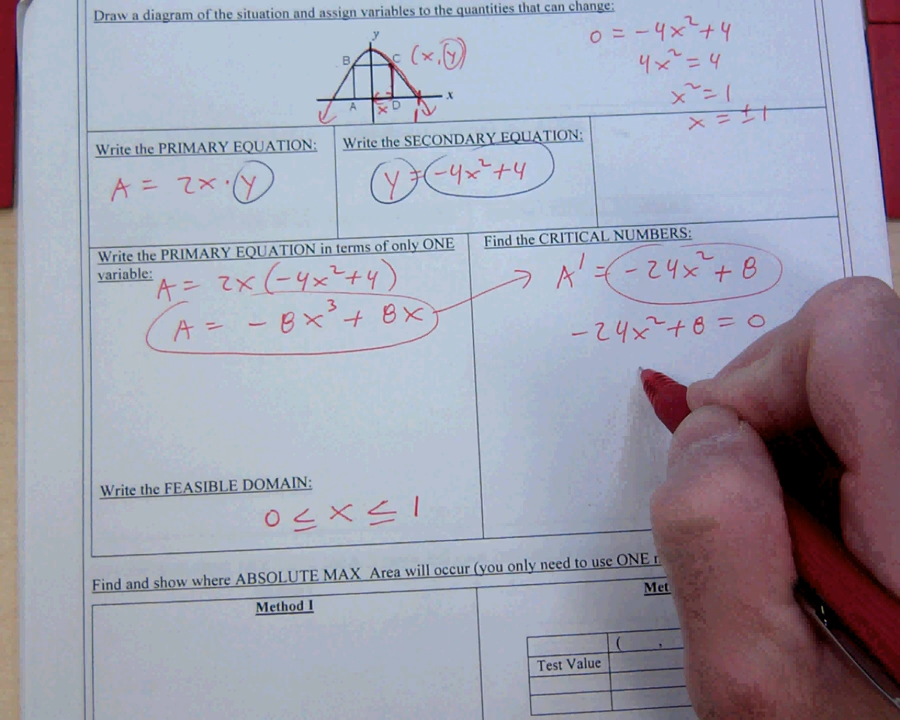 Draw a diagram of the situation and assign variables to the quantities that can change:
y
B C (x, y)
A x D 1 x
0 = -4x² + 4
4x² = 4
x² = 1
x = ±1
Write the PRIMARY EQUATION:
A = 2x · y
Write the SECONDARY EQUATION:
y = -4x² + 4
Write the PRIMARY EQUATION in terms of only ONE
variable:
A = 2x(-4x² + 4)
A = -8x³ + 8x
Find the CRITICAL NUMBERS:
A' = -24x² + 8
-24x² + 8 = 0
Write the FEASIBLE DOMAIN:
0 ≤ x ≤ 1
Find and show where ABSOLUTE MAX Area will occur (you only need to use ONE
Method 1
Met
( ,
Test Value